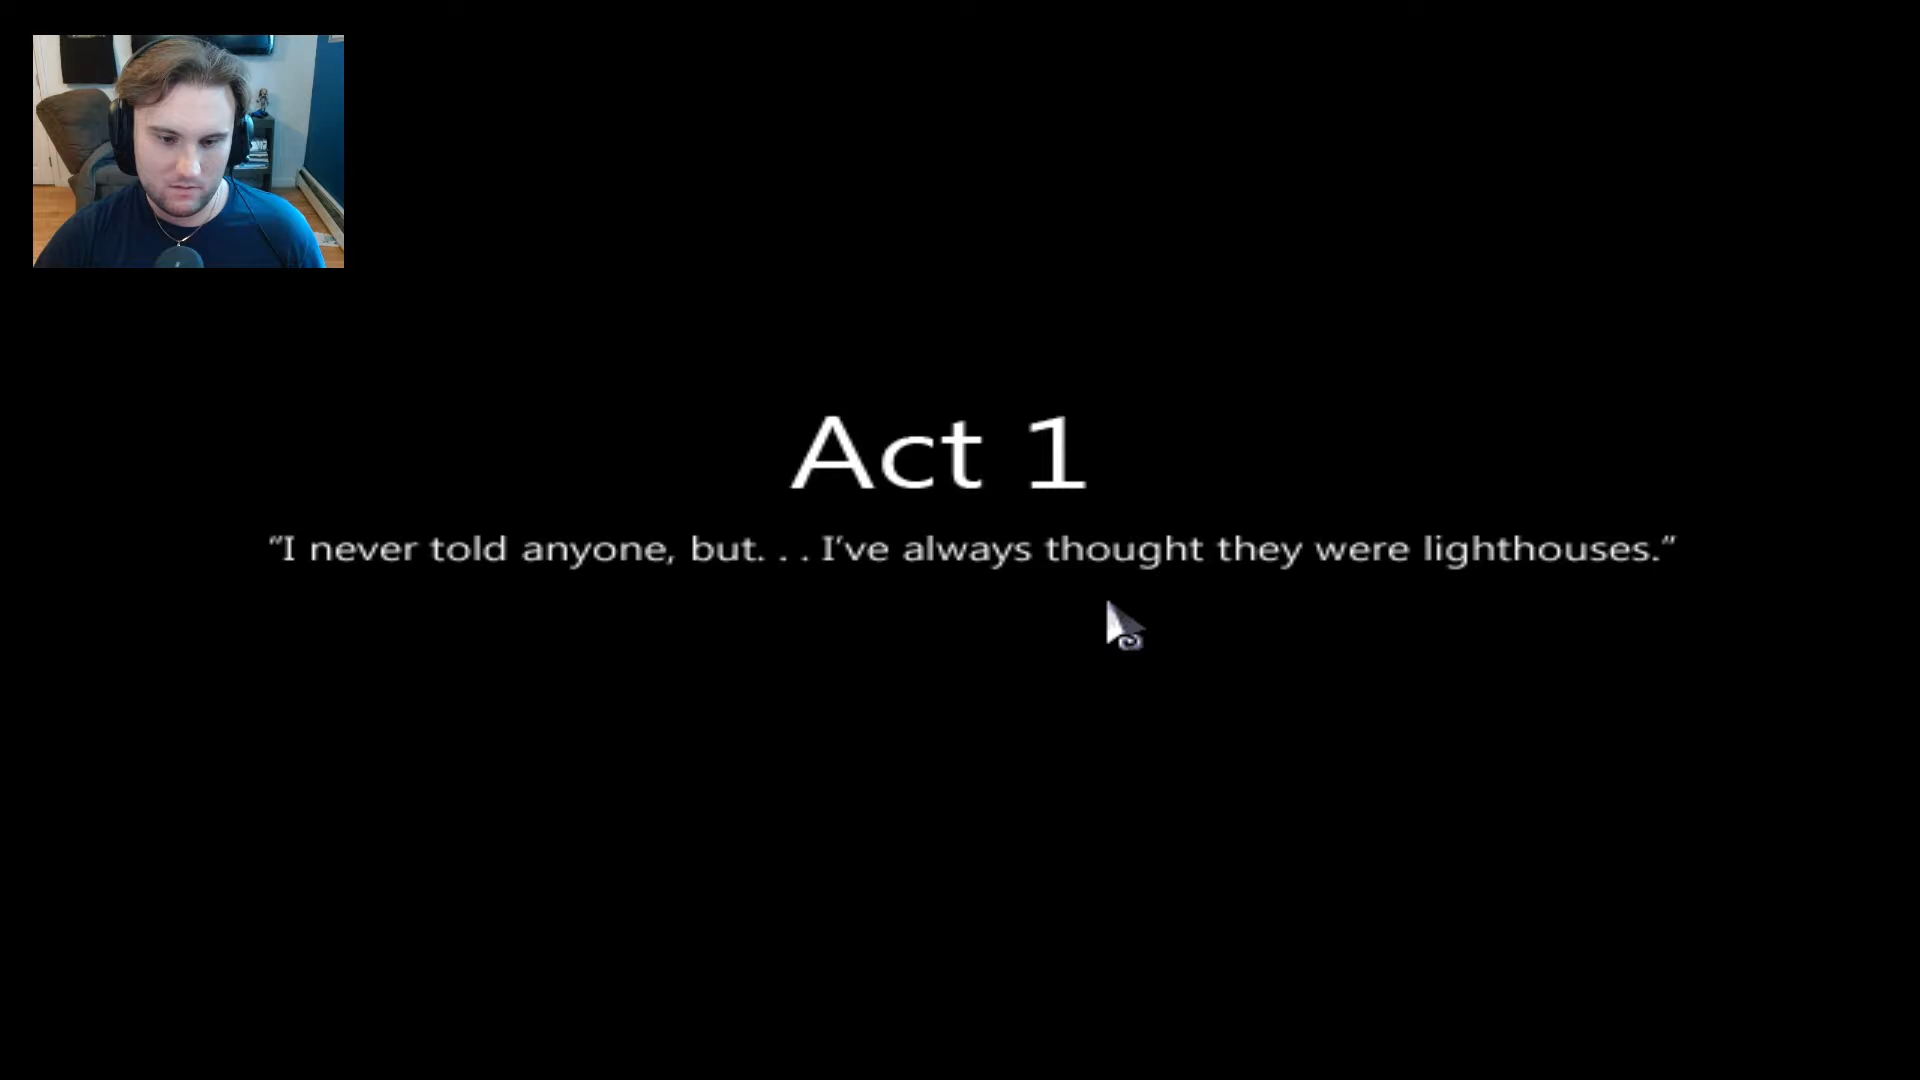 Act 1
“I never told anyone, but. . . I’ve always thought they were lighthouses.”